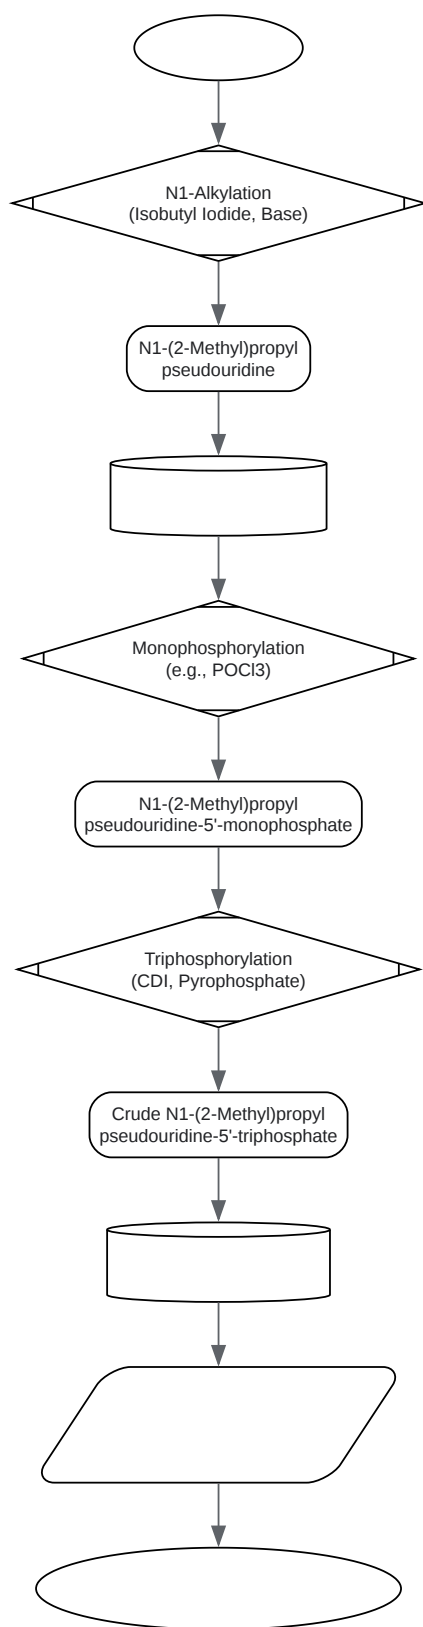 N1-Alkylation
(Isobutyl Iodide, Base)
N1-(2-Methyl)propyl
pseudouridine
Monophosphorylation
(e.g., POCl3)
N1-(2-Methyl)propyl
pseudouridine-5'-monophosphate
Triphosphorylation
(CDI, Pyrophosphate)
Crude N1-(2-Methyl)propyl
pseudouridine-5'-triphosphate